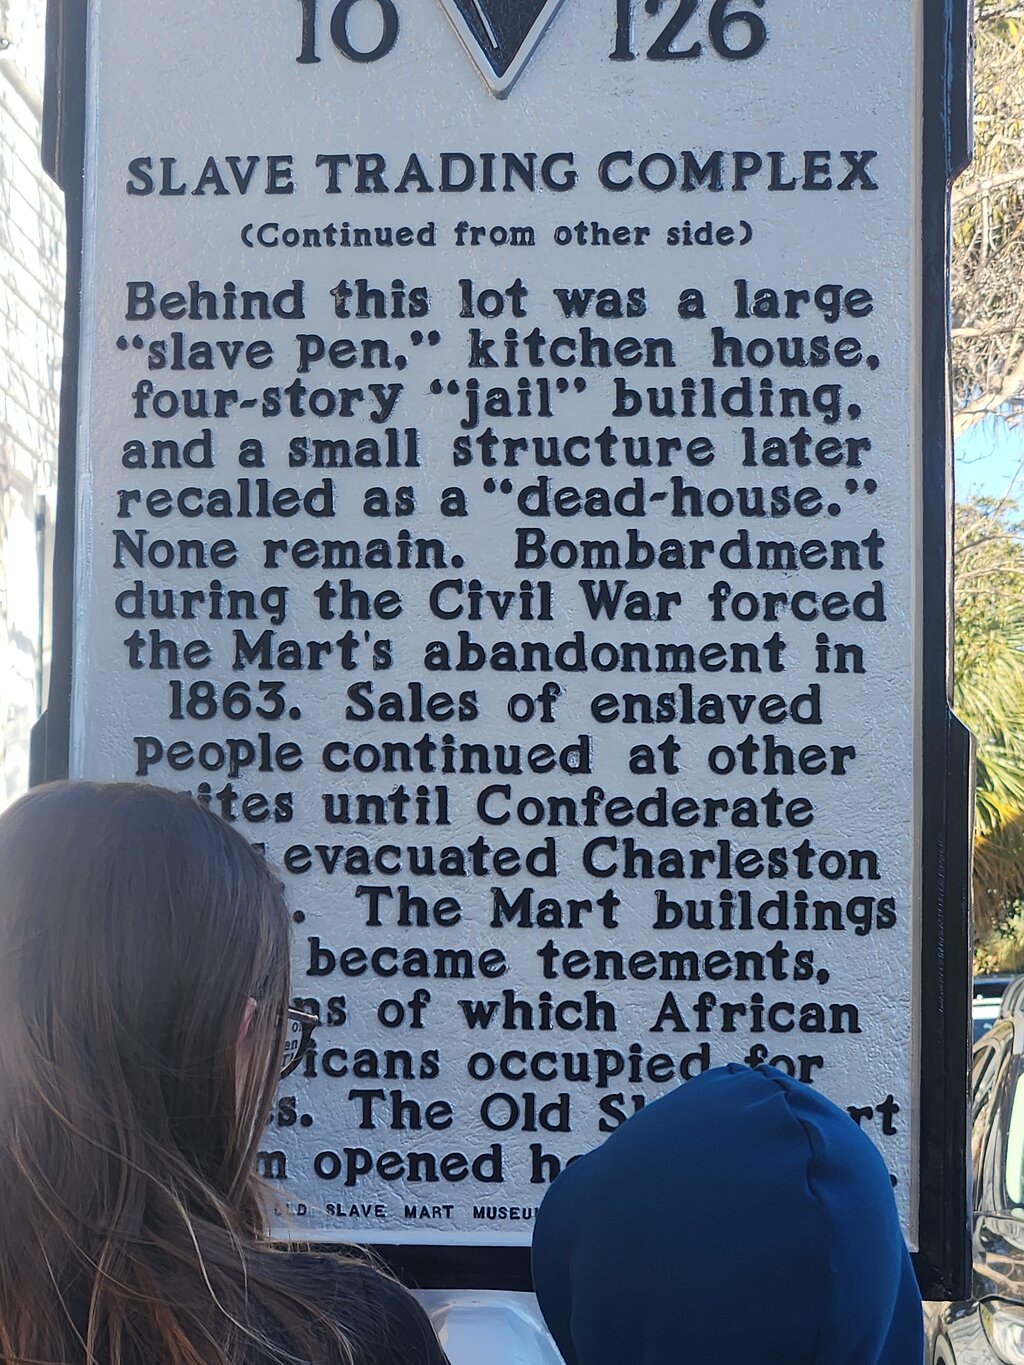 10 126
SLAVE TRADING COMPLEX
(Continued from other side)
Behind this lot was a large
“slave pen,” kitchen house,
four-story “jail” building,
and a small structure later
recalled as a “dead-house.”
None remain. Bombardment
during the Civil War forced
the Mart's abandonment in
1863. Sales of enslaved
people continued at other
until Confederate
evacuated Charleston
The Mart buildings
became tenements,
of which African
occupied for
The Old
opened
SLAVE MART